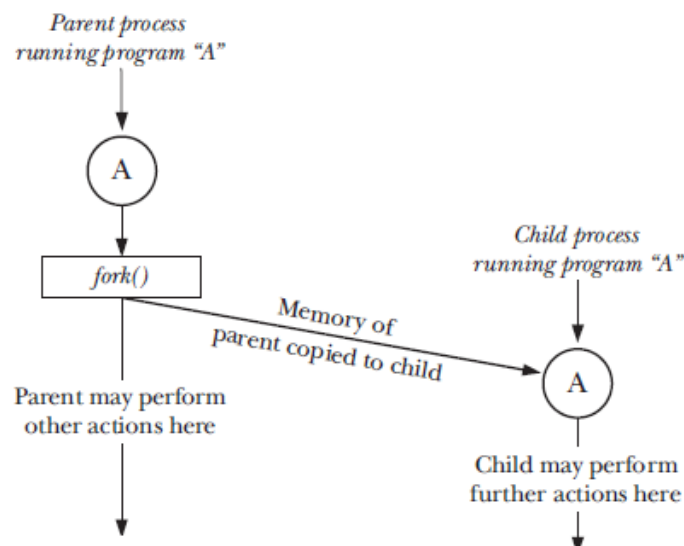 Parent process
running program “A”
A
fork()
Memory of
parent copied to child
Child process
running program “A”
A
Parent may perform
other actions here
Child may perform
further actions here